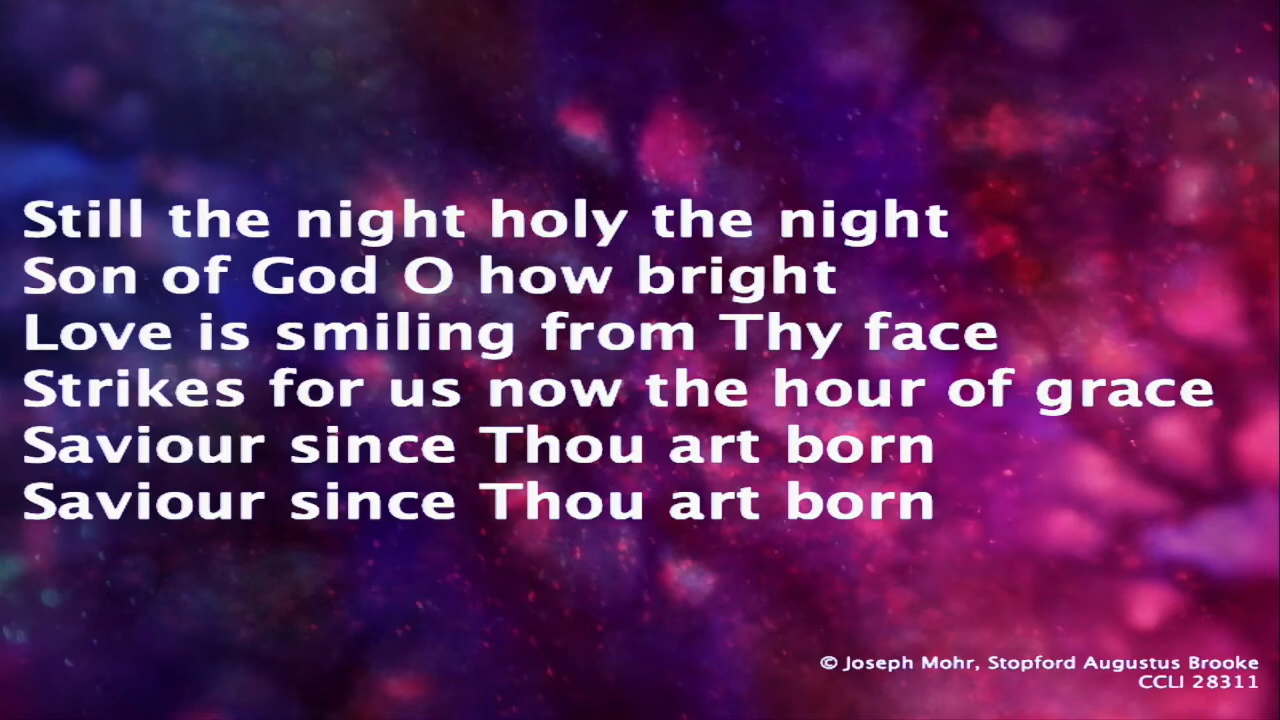 Still the night holy the night
Son of God O how bright
Love is smiling from Thy face
Strikes for us now the hour of grace
Saviour since Thou art born
Saviour since Thou art born
© Joseph Mohr, Stopford Augustus Brooke
CCLI 28311